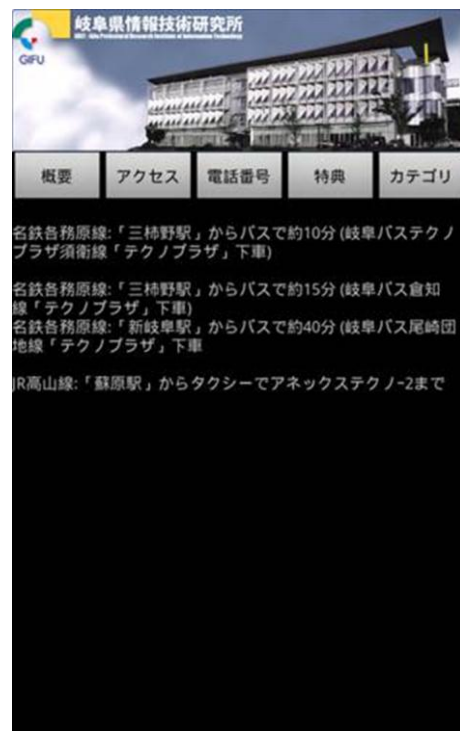 岐阜県情報技術研究所
GIFU
概要
アクセス
電話番号
特典
カテゴリ
名鉄各務原線:「三柿野駅」からバスで約10分 (岐阜バステクノ
プラザ須衛線「テクノプラザ」下車)
名鉄各務原線:「三柿野駅」からバスで約15分 (岐阜バス倉知
線「テクノプラザ」下車)
名鉄各務原線:「新岐阜駅」からバスで約40分 (岐阜バス尾崎団
地線「テクノプラザ」下車
JR高山線:「蘇原駅」からタクシーでアネックステクノ-2まで